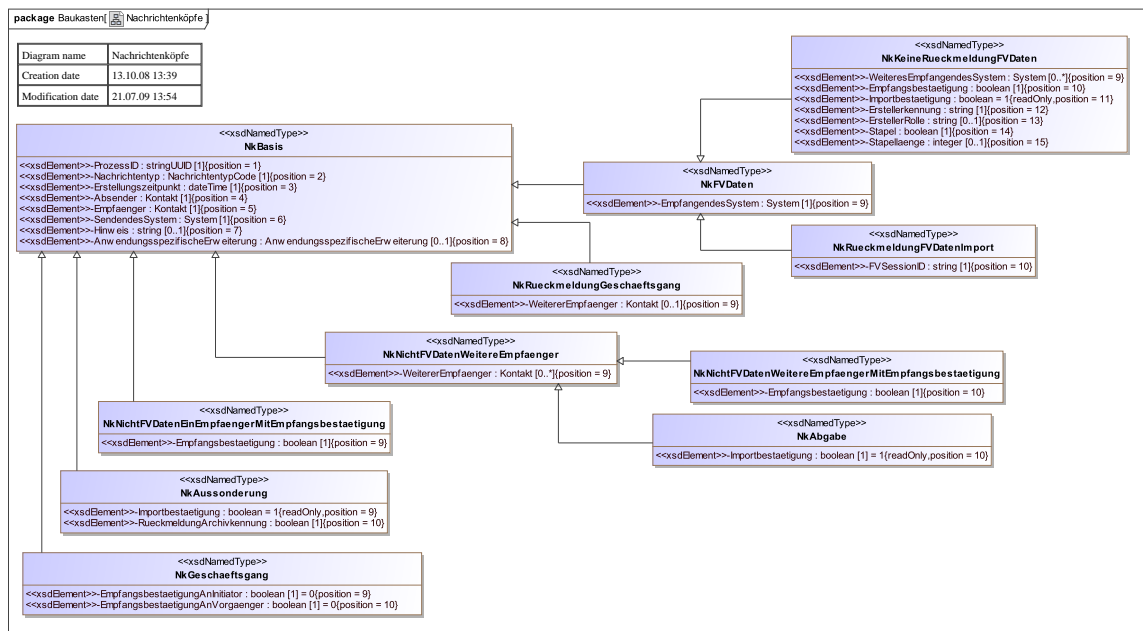 package Baukasten[ Nachrichtenköpfe ]
Diagram name Nachrichtenköpfe
Creation date 13.10.08 13:39
Modification date 21.07.09 13:54
<<xsdNamedType>>
NkKeineRueckmeldungFVDaten
<<xsdElement>>-WeiteresEmpfangendesSystem : System [0..*]{position = 9}
<<xsdElement>>-Empfangsbestaetigung : boolean [1]{position = 10}
<<xsdElement>>-Importbestaetigung : boolean = 1{readOnly,position = 11}
<<xsdElement>>-Erstellerkennung : string [1]{position = 12}
<<xsdElement>>-ErstellerRolle : string [0..1]{position = 13}
<<xsdElement>>-Stapel : boolean [1]{position = 14}
<<xsdElement>>-Stapellaenge : integer [0..1]{position = 15}
<<xsdNamedType>>
NkBasis
<<xsdElement>>-ProzessID : stringUUID [1]{position = 1}
<<xsdElement>>-Nachrichtentyp : NachrichtentypCode [1]{position = 2}
<<xsdElement>>-Erstellungszeitpunkt : dateTime [1]{position = 3}
<<xsdElement>>-Absender : Kontakt [1]{position = 4}
<<xsdElement>>-Empfaenger : Kontakt [1]{position = 5}
<<xsdElement>>-SendendesSystem : System [1]{position = 6}
<<xsdElement>>-Hinweis : string [0..1]{position = 7}
<<xsdElement>>-AnwendungsspezifischeErweiterung : AnwendungsspezifischeErweiterung [0..1]{position = 8}
<<xsdNamedType>>
NkFVDaten
<<xsdElement>>-EmpfangendesSystem : System [1]{position = 9}
<<xsdNamedType>>
NkRueckmeldungFVDatenImport
<<xsdElement>>-FVSessionID : string [1]{position = 10}
<<xsdNamedType>>
NkRueckmeldungGeschaeftsgang
<<xsdElement>>-WeitererEmpfaenger : Kontakt [0..1]{position = 9}
<<xsdNamedType>>
NkNichtFVDatenWeitereEmpfaenger
<<xsdElement>>-WeitererEmpfaenger : Kontakt [0..*]{position = 9}
<<xsdNamedType>>
NkNichtFVDatenWeitereEmpfaengerMitEmpfangsbestaetigung
<<xsdElement>>-Empfangsbestaetigung : boolean [1]{position = 10}
<<xsdNamedType>>
NkNichtFVDatenEinEmpfaengerMitEmpfangsbestaetigung
<<xsdElement>>-Empfangsbestaetigung : boolean [1]{position = 9}
<<xsdNamedType>>
NkAbgabe
<<xsdElement>>-Importbestaetigung : boolean [1] = 1{readOnly,position = 10}
<<xsdNamedType>>
NkAussonderung
<<xsdElement>>-Importbestaetigung : boolean = 1{readOnly,position = 9}
<<xsdElement>>-RueckmeldungArchivkennung : boolean [1]{position = 10}
<<xsdNamedType>>
NkGeschaeftsgang
<<xsdElement>>-EmpfangsbestaetigungAnInitiator : boolean [1] = 0{position = 9}
<<xsdElement>>-EmpfangsbestaetigungAnVorgaenger : boolean [1] = 0{position = 10}